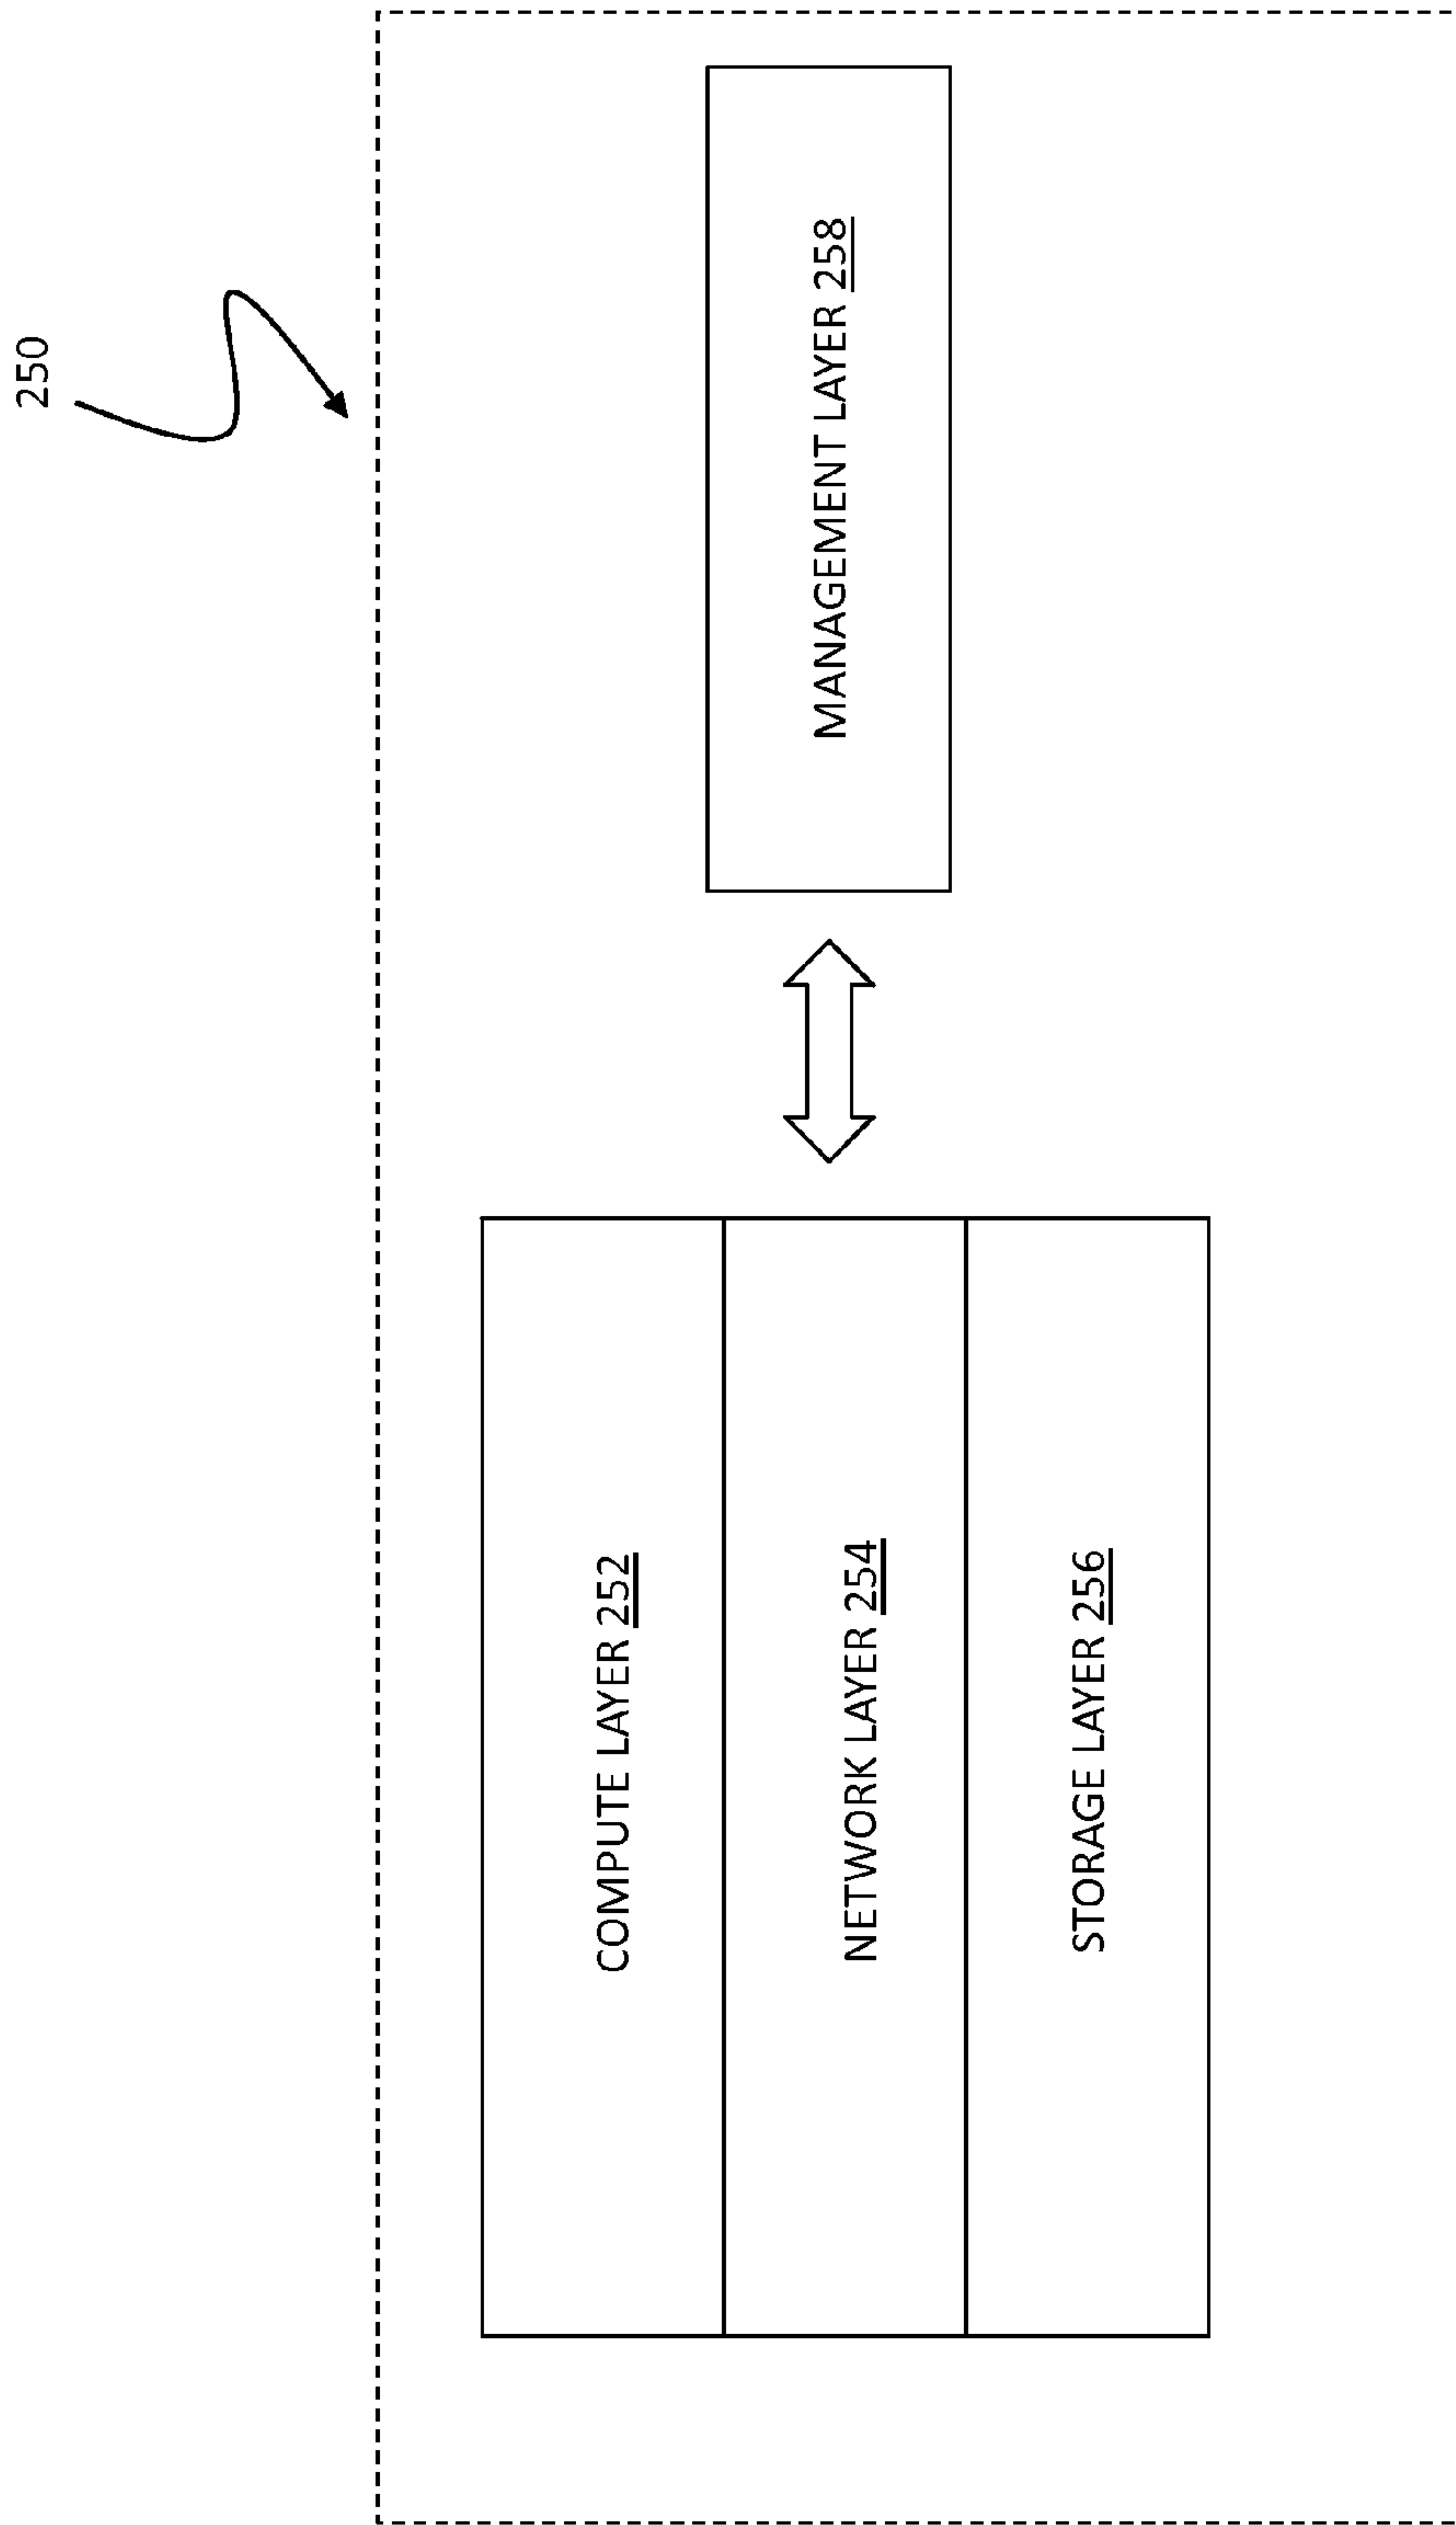 250
COMPUTE LAYER 252
NETWORK LAYER 254
STORAGE LAYER 256
MANAGEMENT LAYER 258